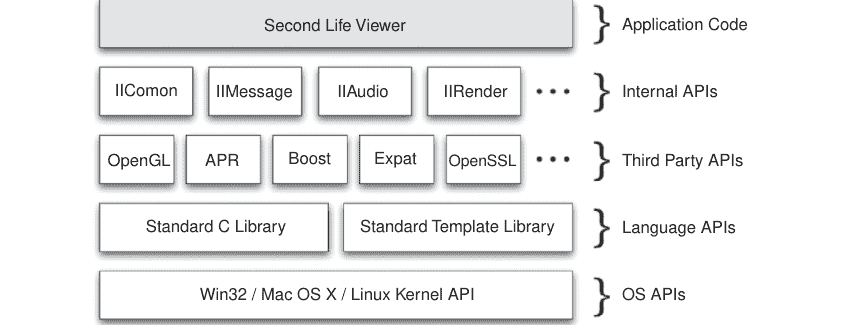 Second Life Viewer
Application Code
IIComon
IIMessage
IIAudio
IIRender
Internal APIs
OpenGL
APR
Boost
Expat
OpenSSL
Third Party APIs
Standard C Library
Standard Template Library
Language APIs
Win32 / Mac OS X / Linux Kernel API
OS APIs